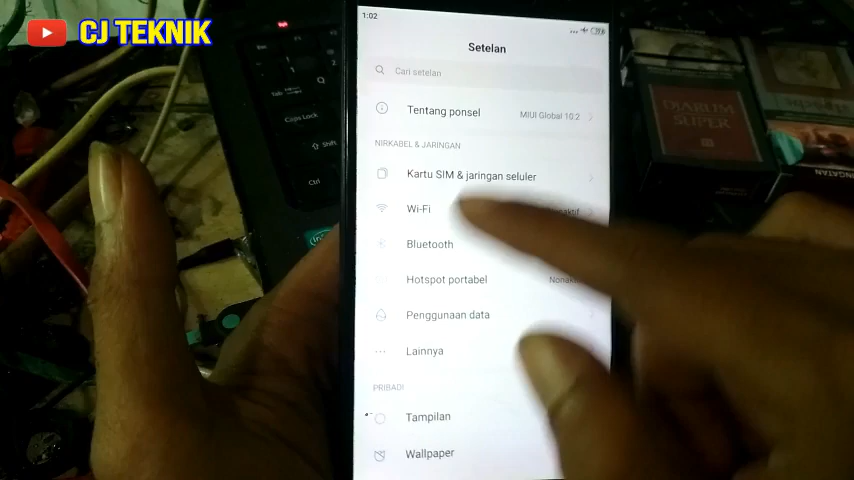 CJ TEKNIK
1:02
Setelan
Cari setelan
Tentang ponsel
MIUI Global 10.2
NIRKABEL & JARINGAN
Kartu SIM & jaringan seluler
Wi-Fi
Bluetooth
Hotspot portabel
Penggunaan data
Lainnya
PRIBADI
Tampilan
Wallpaper
Q
Tab
Caps Lock
Shift
Ctrl
DJARUM
SUPER